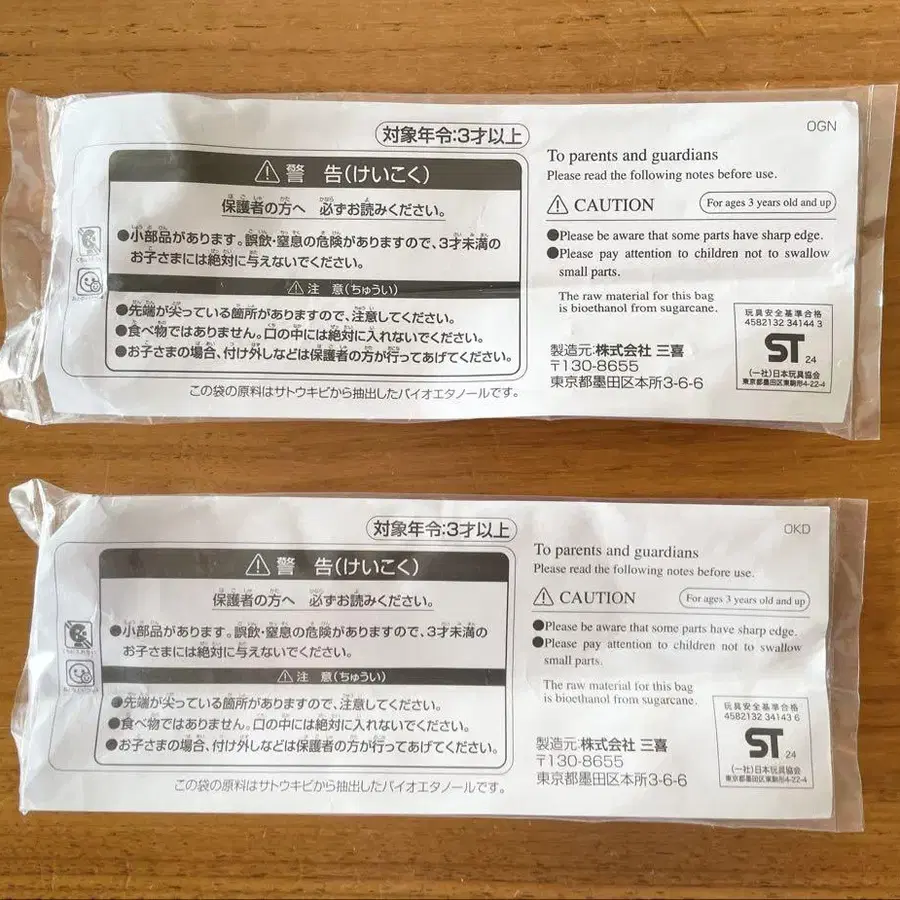 対象年令:3才以上
OGN
警 告(けいこく)
保護者の方へ 必ずお読みください。
●小部品があります。誤飲・窒息の危険がありますので、3才未満の
お子さまには絶対に与えないでください。
注 意(ちゅうい)
●先端が尖っている箇所がありますので、注意してください。
●食べ物ではありません。口の中には絶対に入れないでください。
●お子さまの場合、付け外しなどは保護者の方が行ってあげてください。
この袋の原料はサトウキビから抽出したバイオエタノールです。
To parents and guardians
Please read the following notes before use.
CAUTION
For ages 3 years old and up
●Please be aware that some parts have sharp edge.
●Please pay attention to children not to swallow
small parts.
The raw material for this bag
is bioethanol from sugarcane.
製造元:株式会社 三喜
〒130-8655
東京都墨田区本所3-6-6
玩具安全基準合格
4582132 34144 3
ST 24
(一社)日本玩具協会
東京都墨田区東駒形4-22-4
対象年令:3才以上
OKD
警 告(けいこく)
保護者の方へ 必ずお読みください。
●小部品があります。誤飲・窒息の危険がありますので、3才未満の
お子さまには絶対に与えないでください。
注 意(ちゅうい)
●先端が尖っている箇所がありますので、注意してください。
●食べ物ではありません。口の中には絶対に入れないでください。
●お子さまの場合、付け外しなどは保護者の方が行ってあげてください。
この袋の原料はサトウキビから抽出したバイオエタノールです。
To parents and guardians
Please read the following notes before use.
CAUTION
For ages 3 years old and up
●Please be aware that some parts have sharp edge.
●Please pay attention to children not to swallow
small parts.
The raw material for this bag
is bioethanol from sugarcane.
製造元:株式会社 三喜
〒130-8655
東京都墨田区本所3-6-6
玩具安全基準合格
4582132 34143 6
ST 24
(一社)日本玩具協会
東京都墨田区東駒形4-22-4